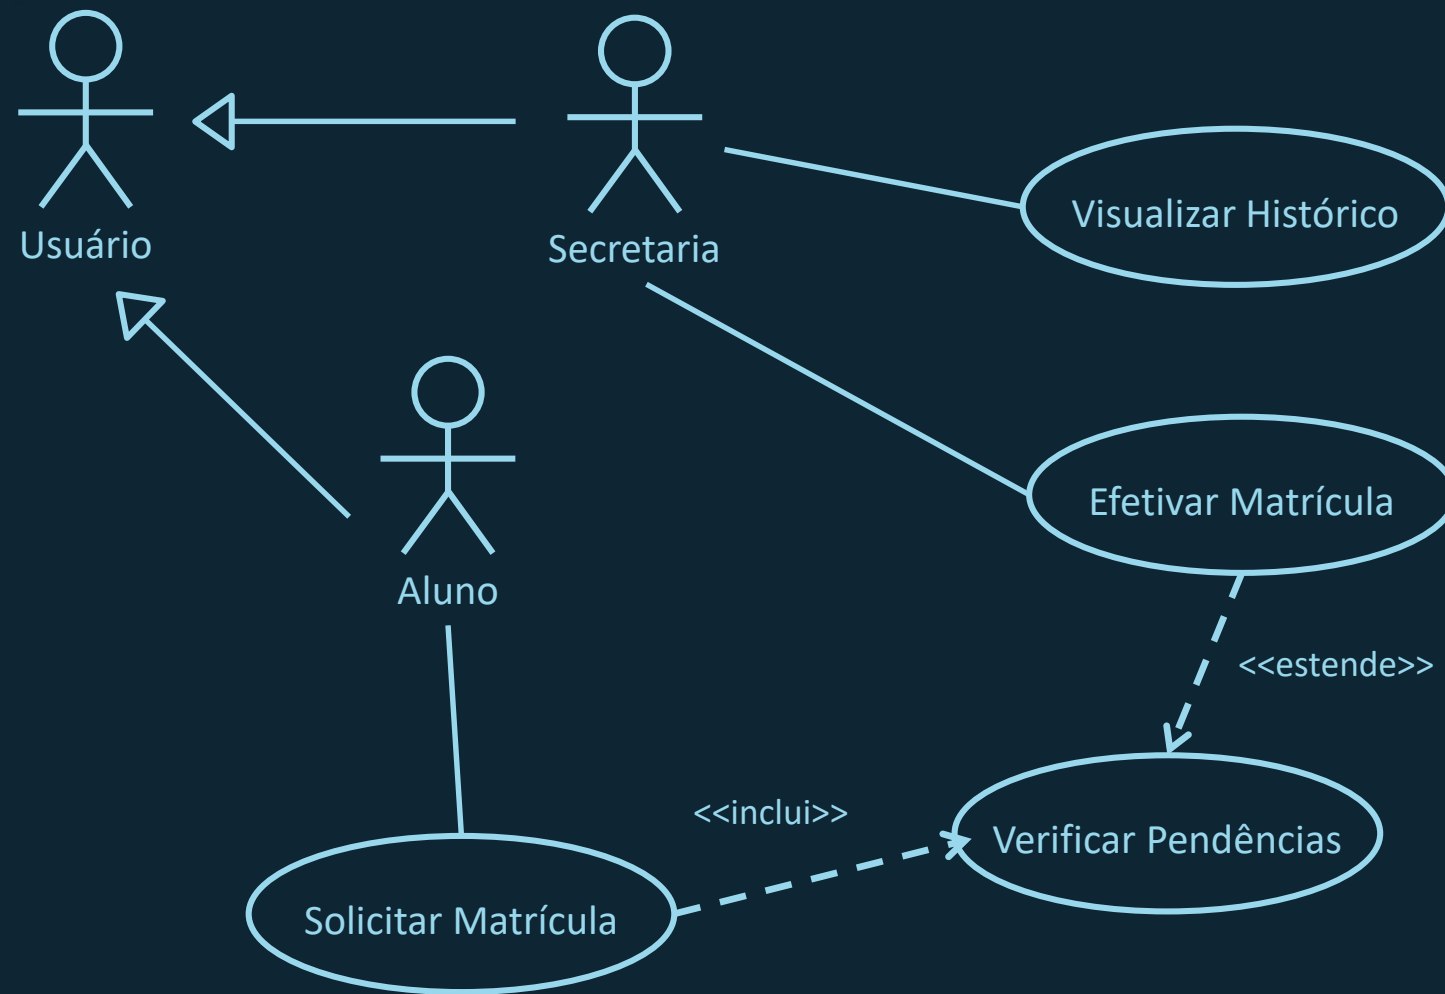 Usuário
Secretaria
Visualizar Histórico
Efetivar Matrícula
Aluno
<<estende>>
<<inclui>>
Verificar Pendências
Solicitar Matrícula